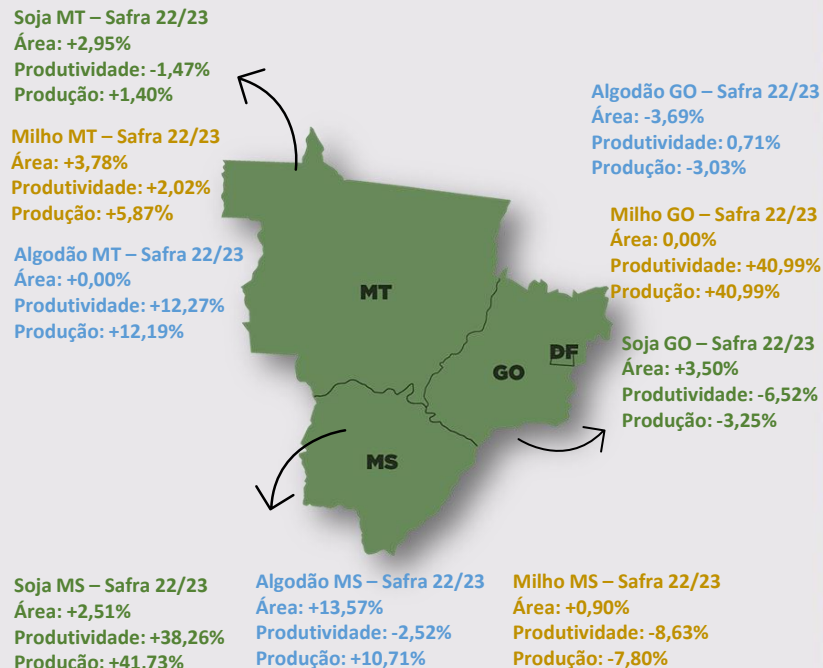 Soja MT – Safra 22/23
Área: +2,95%
Produtividade: -1,47%
Produção: +1,40%
Milho MT – Safra 22/23
Área: +3,78%
Produtividade: +2,02%
Produção: +5,87%
Algodão MT – Safra 22/23
Área: +0,00%
Produtividade: +12,27%
Produção: +12,19%
Algodão GO – Safra 22/23
Área: -3,69%
Produtividade: 0,71%
Produção: -3,03%
Milho GO – Safra 22/23
Área: 0,00%
Produtividade: +40,99%
Produção: +40,99%
Soja GO – Safra 22/23
Área: +3,50%
Produtividade: -6,52%
Produção: -3,25%
MT
GO
DF
MS
Soja MS – Safra 22/23
Área: +2,51%
Produtividade: +38,26%
Produção: +41,73%
Algodão MS – Safra 22/23
Área: +13,57%
Produtividade: -2,52%
Produção: +10,71%
Milho MS – Safra 22/23
Área: +0,90%
Produtividade: -8,63%
Produção: -7,80%